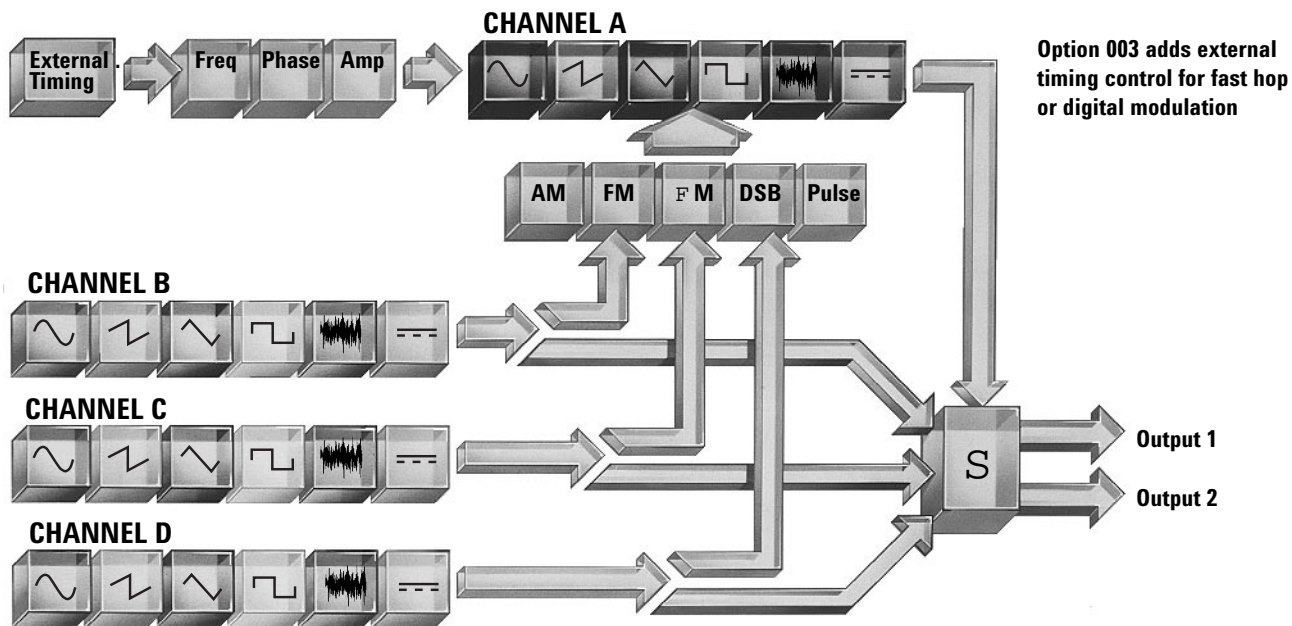 CHANNEL A
External
Timing
Freq
Phase
Amp
Option 003 adds external
timing control for fast hop
or digital modulation
AM
FM
F M
DSB
Pulse
CHANNEL B
CHANNEL C
CHANNEL D
S
Output 1
Output 2